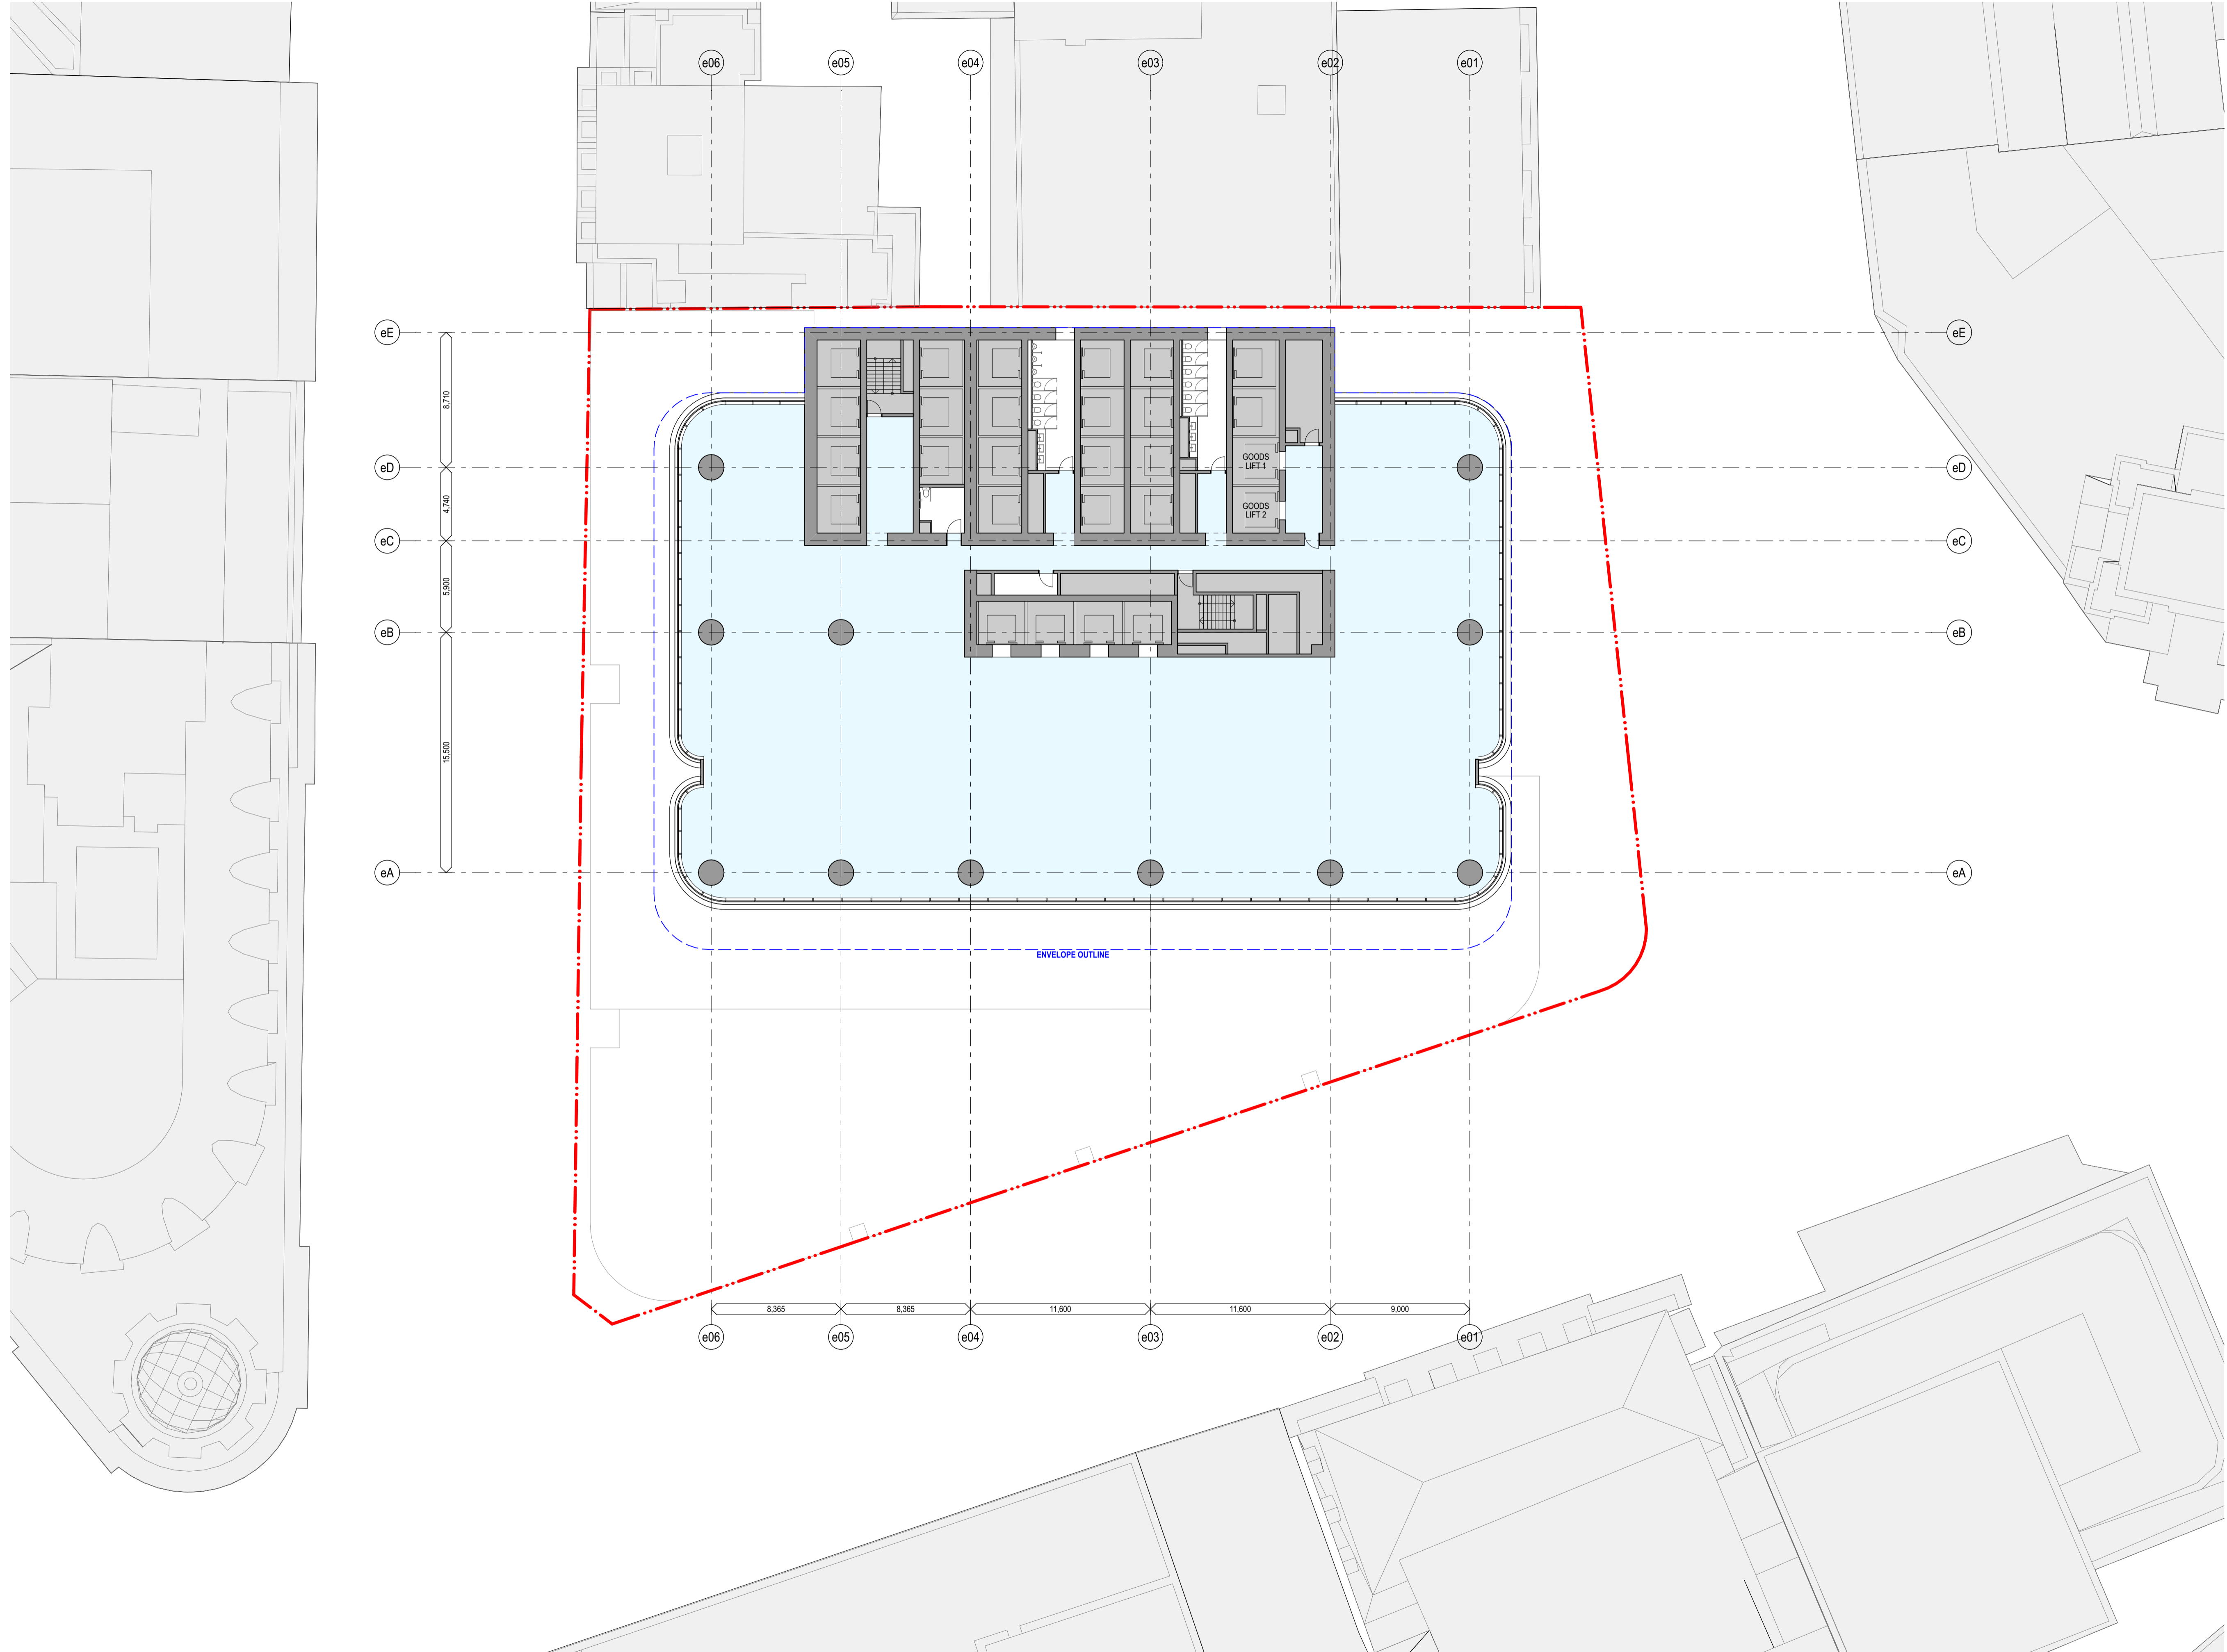 e06 e05 e04 e03 e02 e01
eE eE
8,710
eD eD
GOODS
LIFT 1
4,740
GOODS
LIFT 2
eC eC
5,900
eB eB
15,500
eA eA
ENVELOPE OUTLINE
8,365 8,365 11,600 11,600 9,000
e06 e05 e04 e03 e02 e01